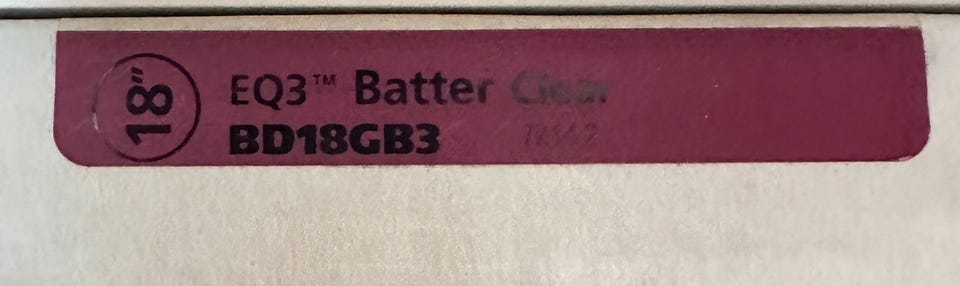 18"
EQ3™ Batter Clear
BD18GB3